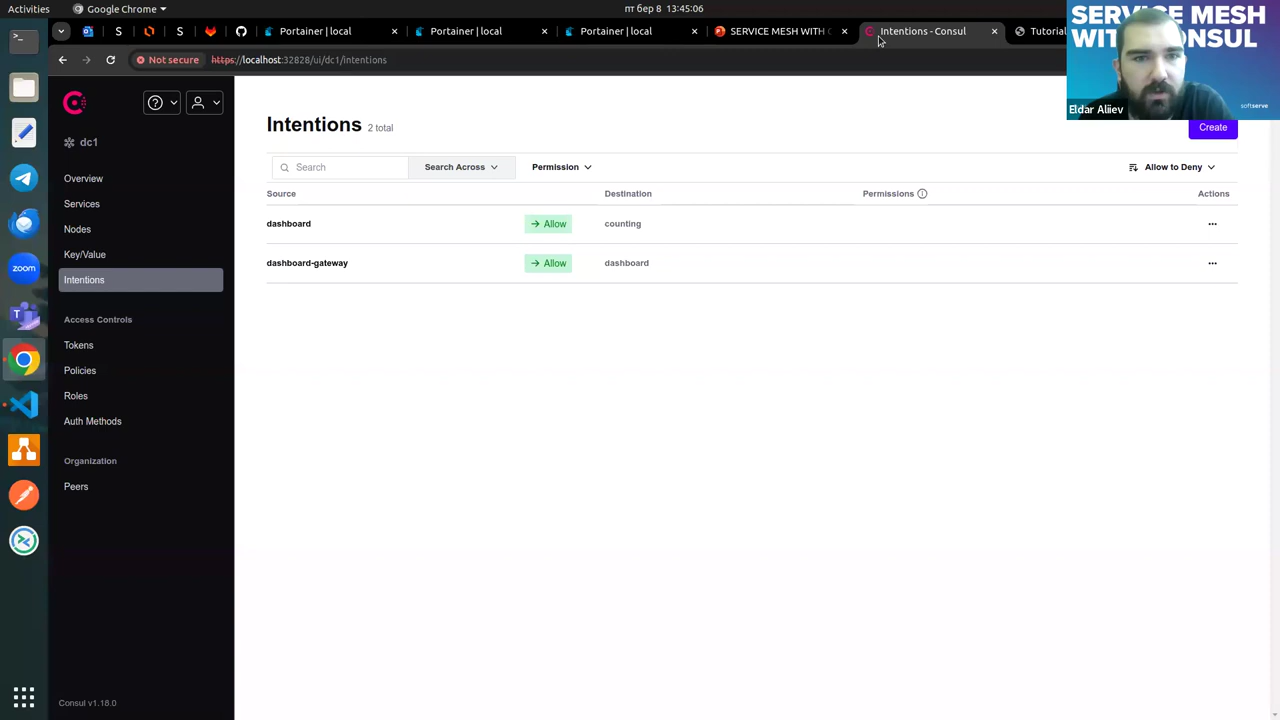 Activities
Google Chrome
пт бер 8 13:45:06
S
S
Portainer | local
Portainer | local
Portainer | local
SERVICE MESH WITH C
Intentions - Consul
Tutorial
Not secure
https://localhost:32828/ui/dc1/intentions
SERVICE MESH
WITH CONSUL
Eldar Aliiev
softserve
dc1
Overview
Services
Nodes
Key/Value
Intentions
Access Controls
Tokens
Policies
Roles
Auth Methods
Organization
Peers
Consul v1.18.0
zoom
Intentions 2 total
Create
Search
Search Across
Permission
Allow to Deny
Source Destination Permissions Actions
dashboard Allow counting
dashboard-gateway Allow dashboard